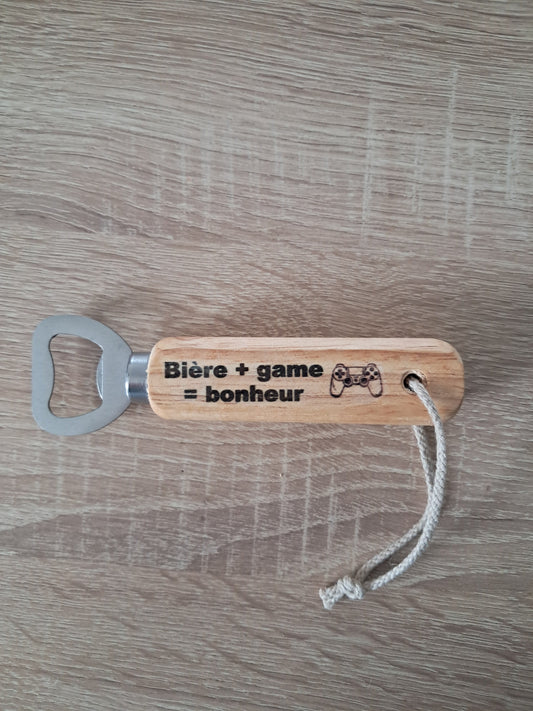 Bière + game
= bonheur